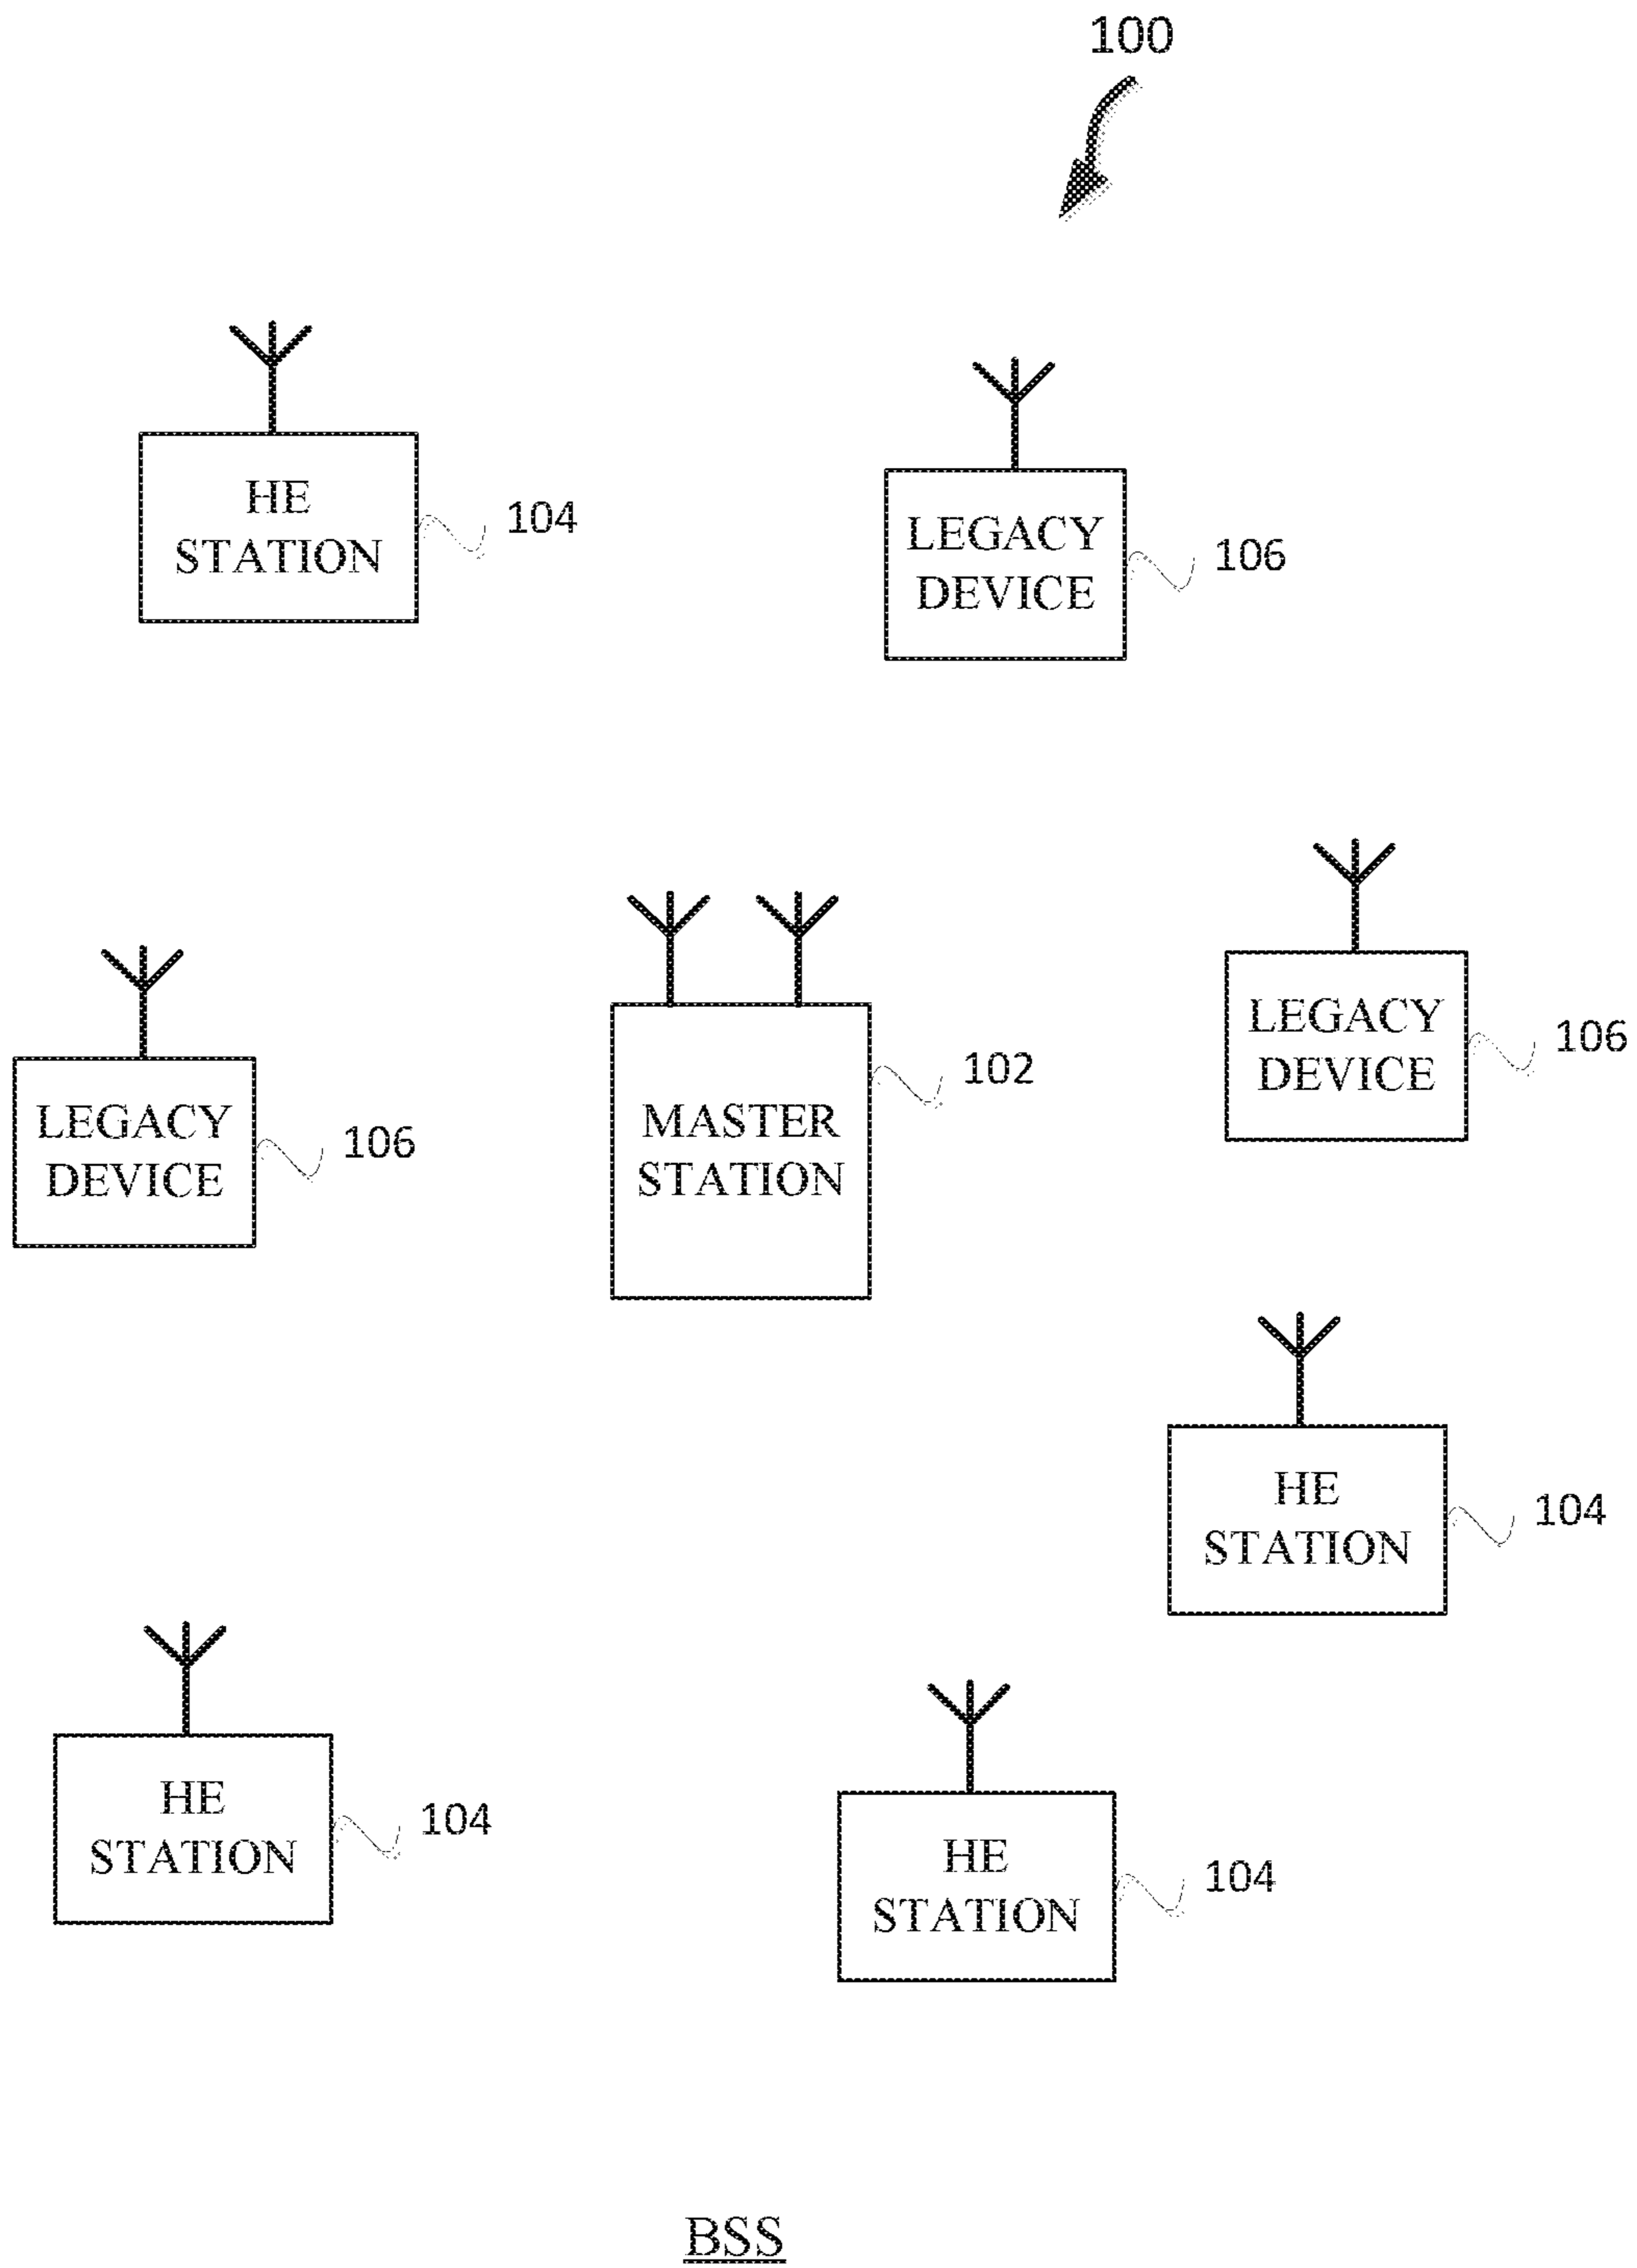 100
HE
STATION
104
LEGACY
DEVICE
106
LEGACY
DEVICE
106
MASTER
STATION
102
LEGACY
DEVICE
106
HE
STATION
104
HE
STATION
104
HE
STATION
104
BSS